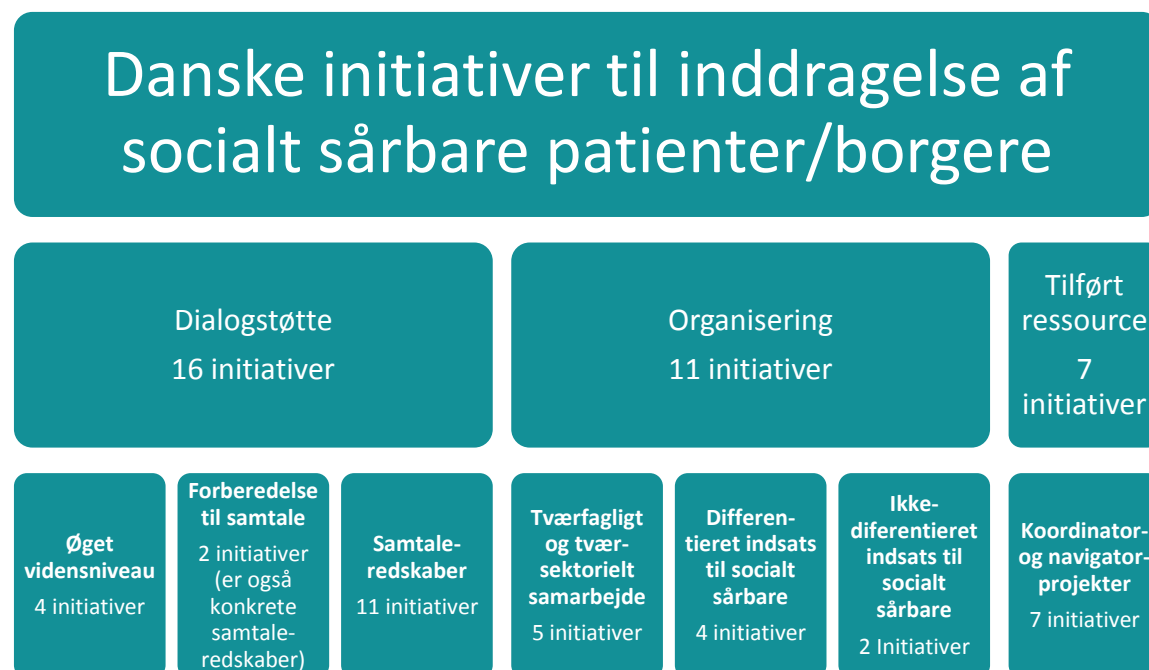 Danske initiativer til inddragelse af
socialt sårbare patienter/borgere
Dialogstøtte
16 initiativer
Organisering
11 initiativer
Tilført
ressource
7
initiativer
Øget
vidensniveau
4 initiativer
Forberedelse
til samtale
2 initiativer
(er også
konkrete
samtale-
redskaber)
Samtale-
redskaber
11 initiativer
Tværfagligt
og tvær-
sektorielt
samarbejde
5 initiativer
Differen-
tieret indsats
til socialt
sårbare
4 initiativer
Ikke-
diferentieret
indsats til
socialt
sårbare
2 Initiativer
Koordinator-
og navigator-
projekter
7 initiativer